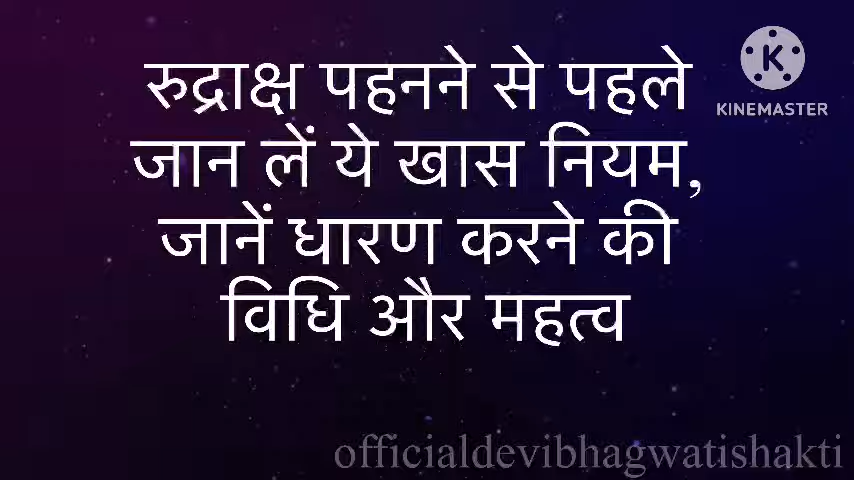 रुद्राक्ष पहनने से पहले
जान लें ये खास नियम,
जानें धारण करने की
विधि और महत्व
K
KINEMASTER
officialdevibhagwatishakti